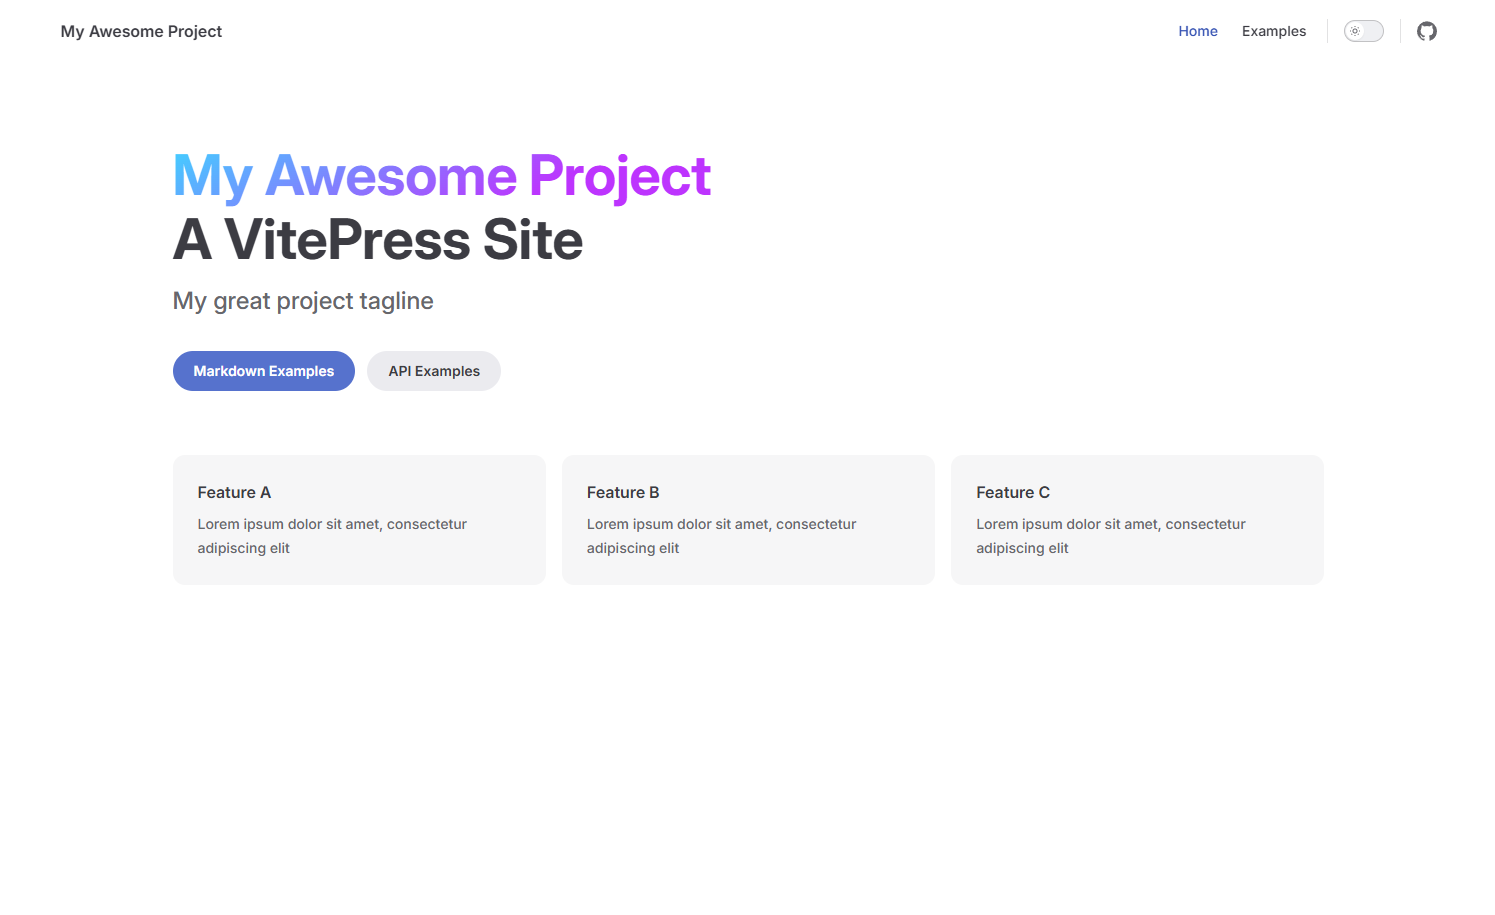 My Awesome Project
Home
Examples
My Awesome Project
A VitePress Site
My great project tagline
Markdown Examples
API Examples
Feature A
Lorem ipsum dolor sit amet, consectetur
adipiscing elit
Feature B
Lorem ipsum dolor sit amet, consectetur
adipiscing elit
Feature C
Lorem ipsum dolor sit amet, consectetur
adipiscing elit